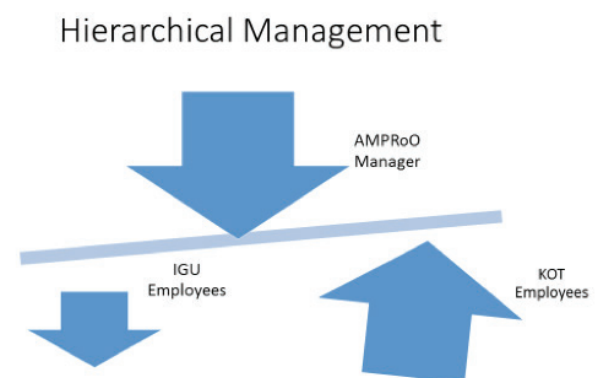 Hierarchical Management
AMPRoO
Manager
IGU
Employees
KOT
Employees